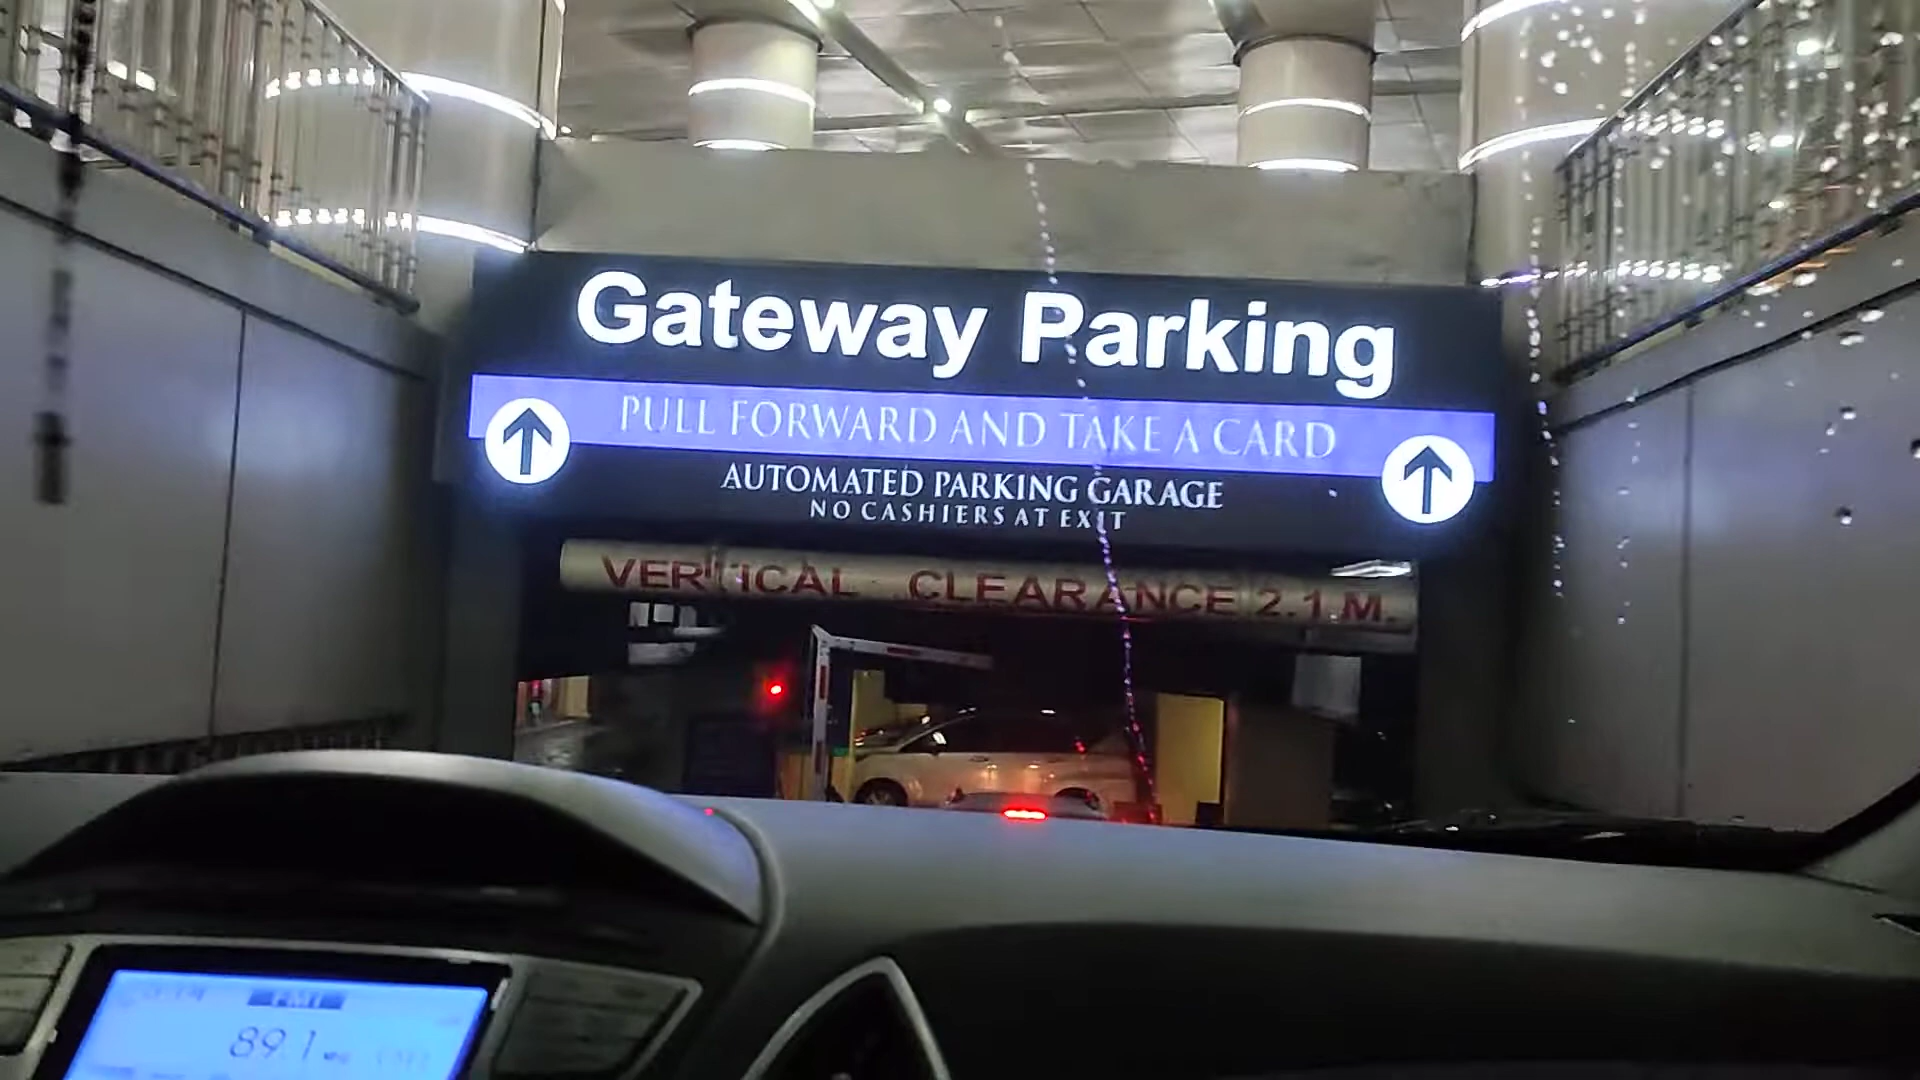 Gateway Parking
PULL FORWARD AND TAKE A CARD
AUTOMATED PARKING GARAGE
NO CASHIERS AT EXIT
VERTICAL CLEARANCE 2.1.M.
FM1
89.1